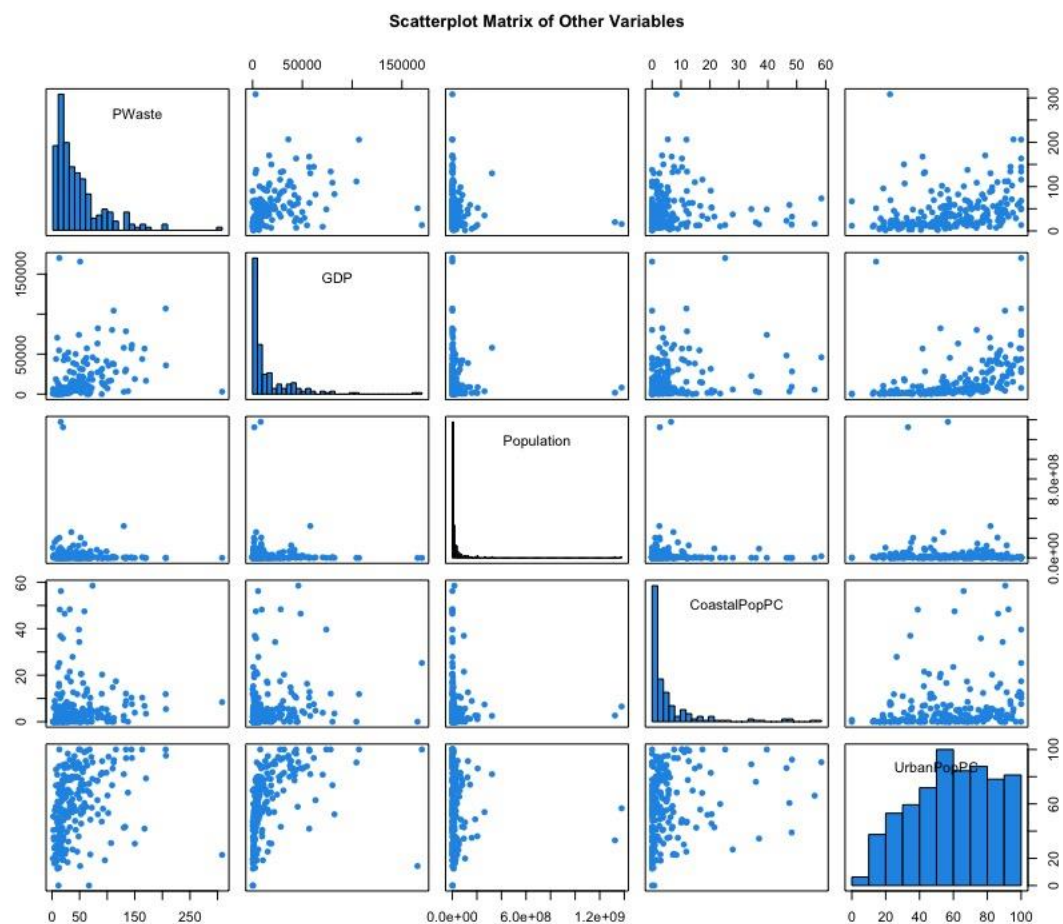 Scatterplot Matrix of Other Variables
0 50000 150000
0 10 20 30 40 50 60
PWaste
0 100 200 300
GDP
0 50000 150000
Population
0.0e+00 8.0e+08
CoastalPopPC
0 20 40 60
UrbanPopPC
0 20 40 60 80 100
0 50 150 250
0.0e+00 6.0e+08 1.2e+09
0 20 40 60 80 100